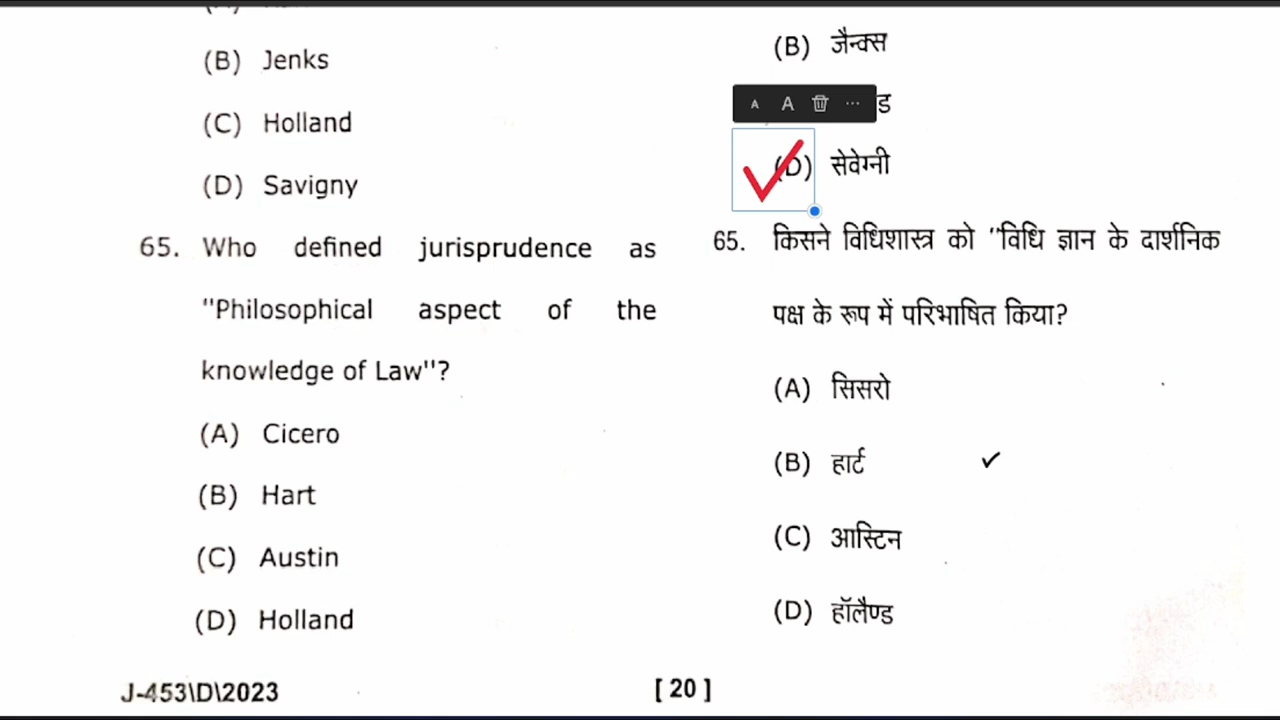 (B) Jenks
(C) Holland
(D) Savigny
65. Who defined jurisprudence as
"Philosophical aspect of the
knowledge of Law"?
(A) Cicero
(B) Hart
(C) Austin
(D) Holland
J-453\D\2023
(B) जैन्क्स
A A ...
ड
(D) सेवेग्नी
65. किसने विधिशास्त्र को "विधि ज्ञान के दार्शनिक
पक्ष के रूप में परिभाषित किया?
(A) सिसरो
(B) हार्ट
(C) आस्टिन
(D) हॉलैण्ड
[ 20 ]